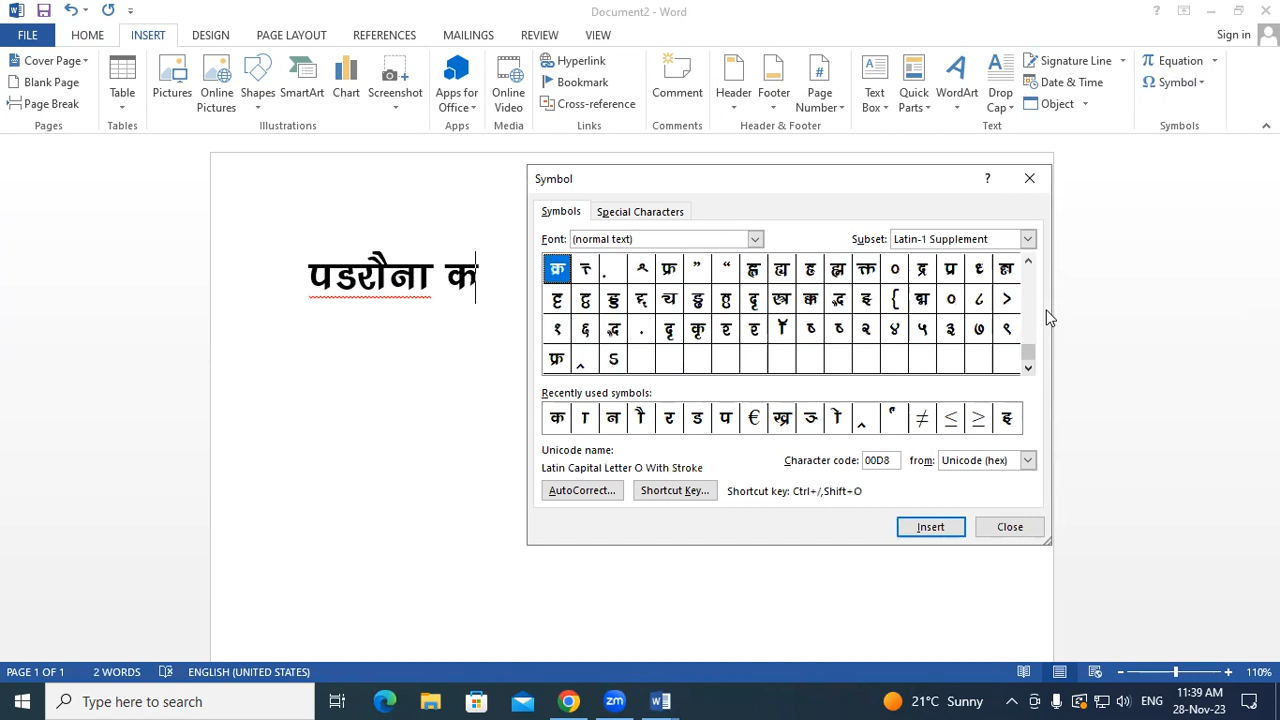 Document2 - Word
FILE HOME INSERT DESIGN PAGE LAYOUT REFERENCES MAILINGS REVIEW VIEW Sign in
Cover Page
Blank Page
Page Break
Pages
Table
Tables
Pictures
Online Pictures
Shapes
SmartArt
Chart
Screenshot
Illustrations
Apps for Office
Apps
Online Video
Media
Hyperlink
Bookmark
Cross-reference
Links
Comment
Comments
Header
Footer
Page Number
Header & Footer
Text Box
Quick Parts
WordArt
Drop Cap
Signature Line
Date & Time
Object
Text
Equation
Symbol
Symbols
पडरौना क
Symbol
Symbols Special Characters
Font: (normal text) Subset: Latin-1 Supplement
Recently used symbols:
Unicode name:
Latin Capital Letter O With Stroke
Character code: 00D8 from: Unicode (hex)
AutoCorrect... Shortcut Key... Shortcut key: Ctrl+/,Shift+O
Insert Close
PAGE 1 OF 1 2 WORDS ENGLISH (UNITED STATES) 110%
Type here to search
21°C Sunny ENG
11:39 AM
28-Nov-23